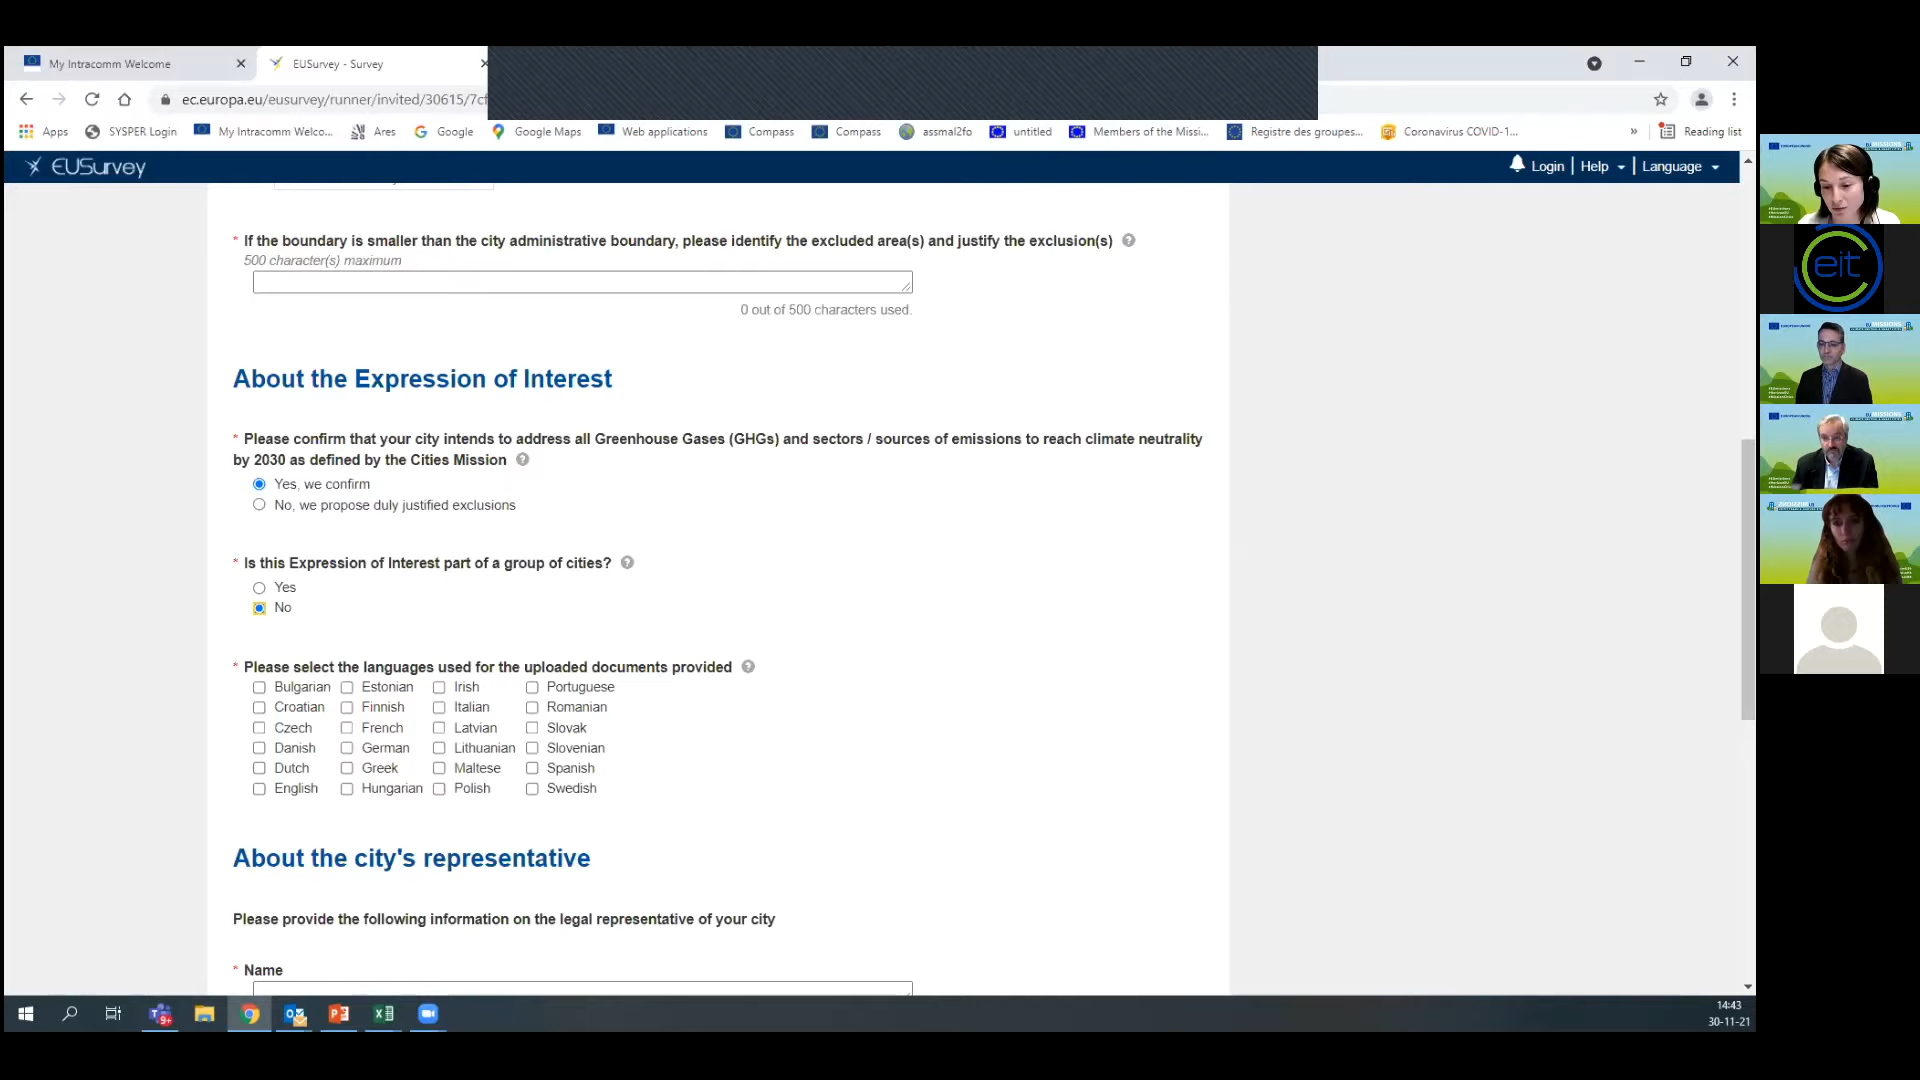 My Intracomm Welcome
EUSurvey - Survey
ec.europa.eu/eusurvey/runner/invited/30615/7cf
Apps
SYSPER Login
My Intracomm Welco...
Ares
Google
Google Maps
Web applications
Compass
Compass
assmal2fo
untitled
Members of the Missi...
Registre des groupes...
Coronavirus COVID-1...
»
Reading list
EUSurvey
Login
Help
Language
* If the boundary is smaller than the city administrative boundary, please identify the excluded area(s) and justify the exclusion(s)
500 character(s) maximum
0 out of 500 characters used.
About the Expression of Interest
* Please confirm that your city intends to address all Greenhouse Gases (GHGs) and sectors / sources of emissions to reach climate neutrality
by 2030 as defined by the Cities Mission
Yes, we confirm
No, we propose duly justified exclusions
* Is this Expression of Interest part of a group of cities?
Yes
No
* Please select the languages used for the uploaded documents provided
Bulgarian Estonian Irish Portuguese
Croatian Finnish Italian Romanian
Czech French Latvian Slovak
Danish German Lithuanian Slovenian
Dutch Greek Maltese Spanish
English Hungarian Polish Swedish
About the city's representative
Please provide the following information on the legal representative of your city
* Name
9+
14:43
30-11-21
eit